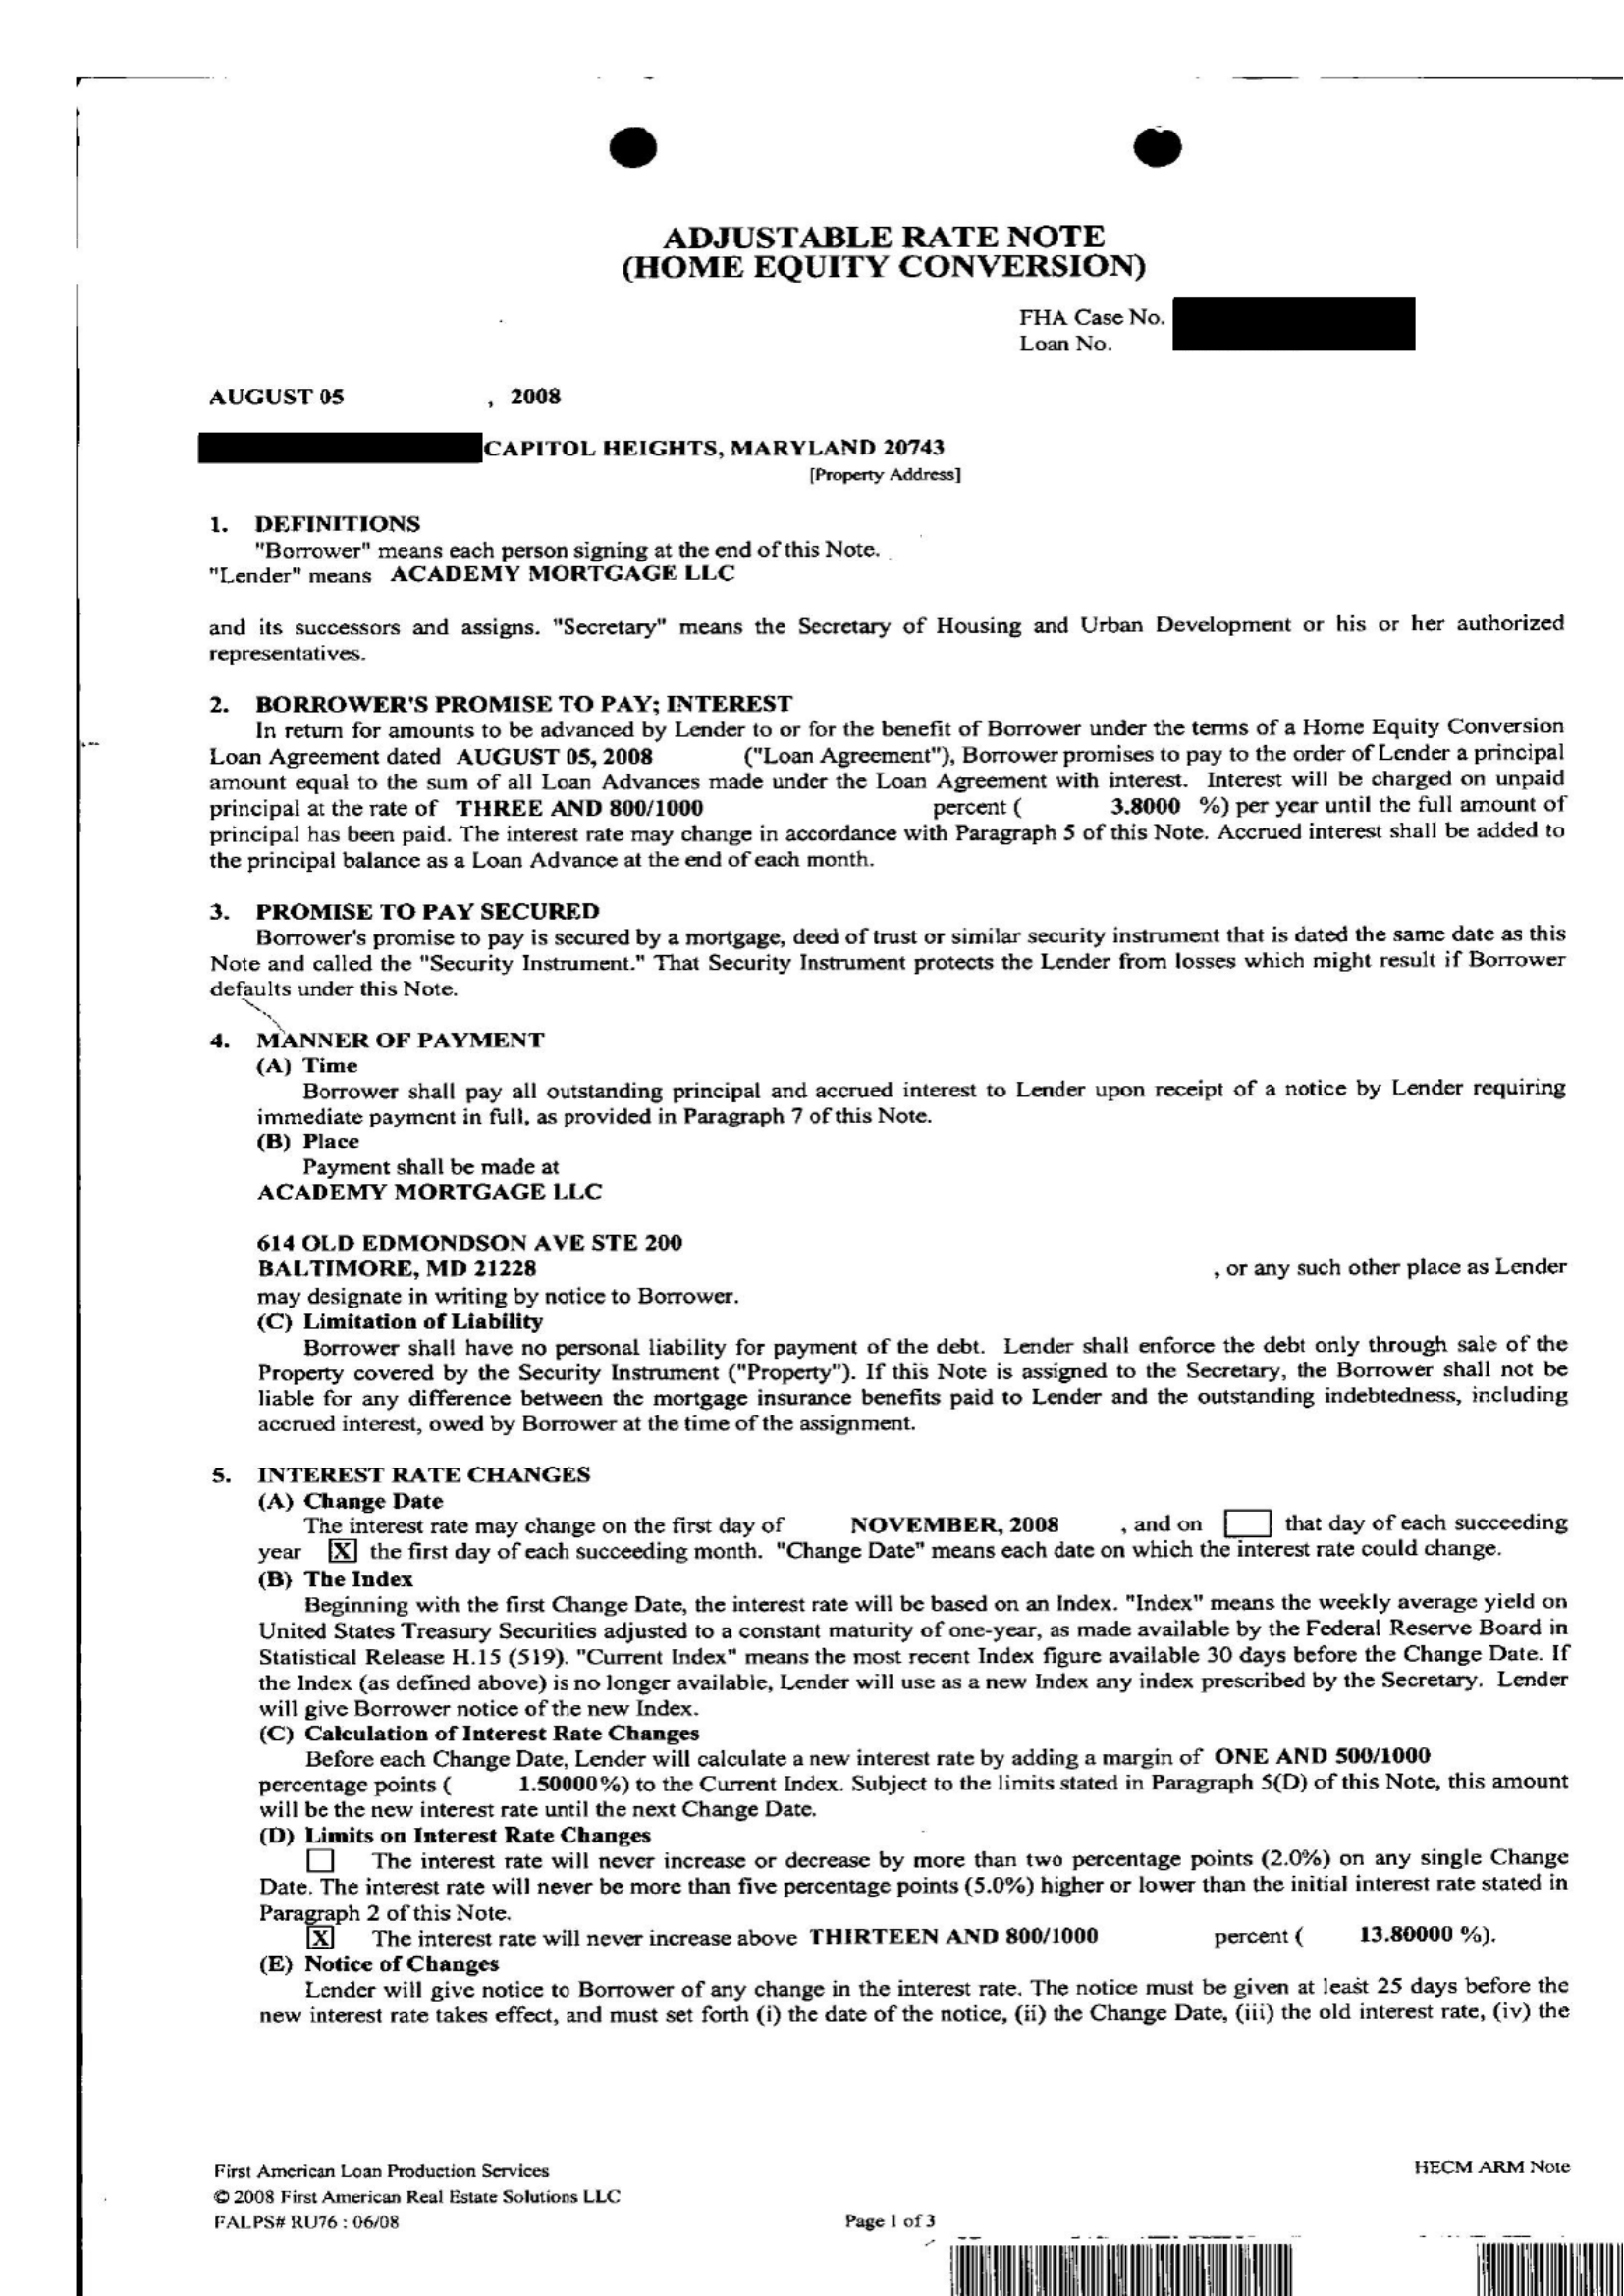 ADJUSTABLE RATE NOTE
(HOME EQUITY CONVERSION)
FHA Case No.
Loan No.
AUGUST 05 , 2008
CAPITOL HEIGHTS, MARYLAND 20743
[Property Address]
1. DEFINITIONS
"Borrower" means each person signing at the end of this Note.
"Lender" means ACADEMY MORTGAGE LLC
and its successors and assigns. "Secretary" means the Secretary of Housing and Urban Development or his or her authorized
representatives.
2. BORROWER'S PROMISE TO PAY; INTEREST
In return for amounts to be advanced by Lender to or for the benefit of Borrower under the terms of a Home Equity Conversion
Loan Agreement dated AUGUST 05, 2008 ("Loan Agreement"), Borrower promises to pay to the order of Lender a principal
amount equal to the sum of all Loan Advances made under the Loan Agreement with interest. Interest will be charged on unpaid
principal at the rate of THREE AND 800/1000 percent ( 3.8000 %) per year until the full amount of
principal has been paid. The interest rate may change in accordance with Paragraph 5 of this Note. Accrued interest shall be added to
the principal balance as a Loan Advance at the end of each month.
3. PROMISE TO PAY SECURED
Borrower's promise to pay is secured by a mortgage, deed of trust or similar security instrument that is dated the same date as this
Note and called the "Security Instrument." That Security Instrument protects the Lender from losses which might result if Borrower
defaults under this Note.
4. MANNER OF PAYMENT
(A) Time
Borrower shall pay all outstanding principal and accrued interest to Lender upon receipt of a notice by Lender requiring
immediate payment in full, as provided in Paragraph 7 of this Note.
(B) Place
Payment shall be made at
ACADEMY MORTGAGE LLC
614 OLD EDMONDSON AVE STE 200
BALTIMORE, MD 21228 , or any such other place as Lender
may designate in writing by notice to Borrower.
(C) Limitation of Liability
Borrower shall have no personal liability for payment of the debt. Lender shall enforce the debt only through sale of the
Property covered by the Security Instrument ("Property"). If this Note is assigned to the Secretary, the Borrower shall not be
liable for any difference between the mortgage insurance benefits paid to Lender and the outstanding indebtedness, including
accrued interest, owed by Borrower at the time of the assignment.
5. INTEREST RATE CHANGES
(A) Change Date
The interest rate may change on the first day of NOVEMBER, 2008 , and on that day of each succeeding
year X the first day of each succeeding month. "Change Date" means each date on which the interest rate could change.
(B) The Index
Beginning with the first Change Date, the interest rate will be based on an Index. "Index" means the weekly average yield on
United States Treasury Securities adjusted to a constant maturity of one-year, as made available by the Federal Reserve Board in
Statistical Release H.15 (519). "Current Index" means the most recent Index figure available 30 days before the Change Date. If
the Index (as defined above) is no longer available, Lender will use as a new Index any index prescribed by the Secretary. Lender
will give Borrower notice of the new Index.
(C) Calculation of Interest Rate Changes
Before each Change Date, Lender will calculate a new interest rate by adding a margin of ONE AND 500/1000
percentage points ( 1.50000%) to the Current Index. Subject to the limits stated in Paragraph 5(D) of this Note, this amount
will be the new interest rate until the next Change Date.
(D) Limits on Interest Rate Changes
The interest rate will never increase or decrease by more than two percentage points (2.0%) on any single Change
Date. The interest rate will never be more than five percentage points (5.0%) higher or lower than the initial interest rate stated in
Paragraph 2 of this Note.
X The interest rate will never increase above THIRTEEN AND 800/1000 percent ( 13.80000 %).
(E) Notice of Changes
Lender will give notice to Borrower of any change in the interest rate. The notice must be given at least 25 days before the
new interest rate takes effect, and must set forth (i) the date of the notice, (ii) the Change Date, (iii) the old interest rate, (iv) the
First American Loan Production Services HECM ARM Note
© 2008 First American Real Estate Solutions LLC
FALPS# RU76 : 06/08 Page 1 of 3